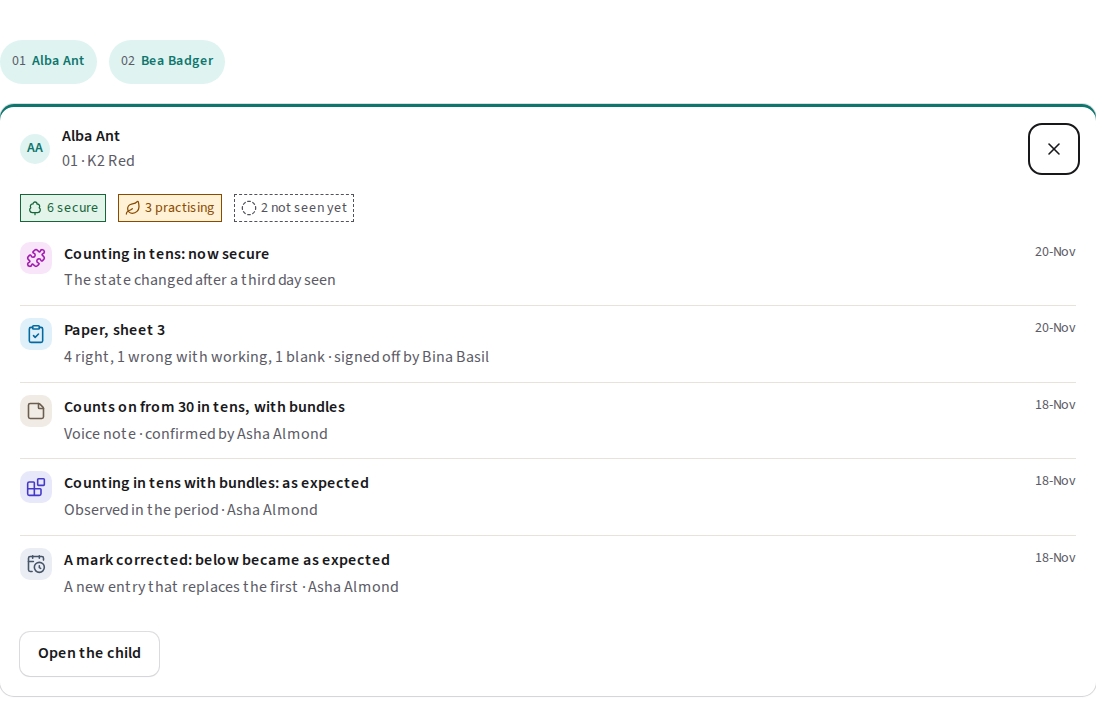 01 Alba Ant
02 Bea Badger
AA
Alba Ant
01 · K2 Red
6 secure
3 practising
2 not seen yet
Counting in tens: now secure
20-Nov
The state changed after a third day seen
Paper, sheet 3
20-Nov
4 right, 1 wrong with working, 1 blank · signed off by Bina Basil
Counts on from 30 in tens, with bundles
18-Nov
Voice note · confirmed by Asha Almond
Counting in tens with bundles: as expected
18-Nov
Observed in the period · Asha Almond
A mark corrected: below became as expected
18-Nov
A new entry that replaces the first · Asha Almond
Open the child